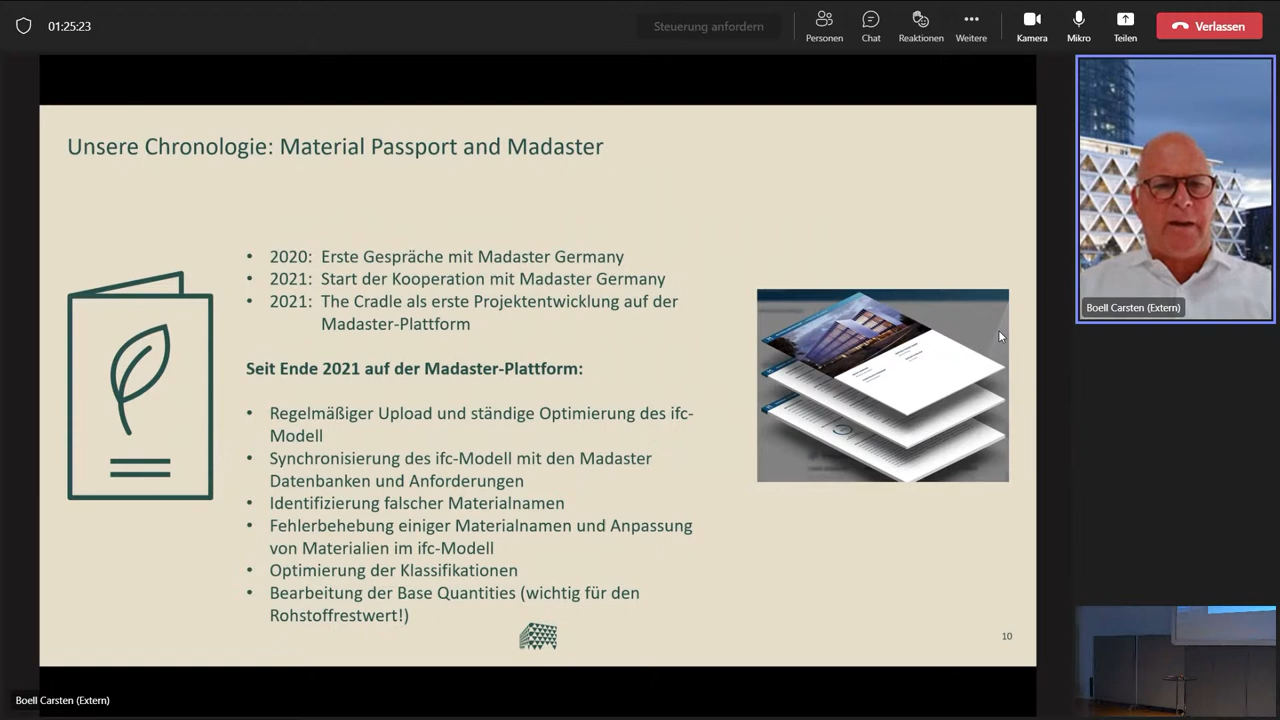 01:25:23
Steuerung anfordern
Personen
Chat
Reaktionen
Weitere
Kamera
Mikro
Teilen
Verlassen
Unsere Chronologie: Material Passport and Madaster
• 2020: Erste Gespräche mit Madaster Germany
• 2021: Start der Kooperation mit Madaster Germany
• 2021: The Cradle als erste Projektentwicklung auf der
Madaster-Plattform
Seit Ende 2021 auf der Madaster-Plattform:
• Regelmäßiger Upload und ständige Optimierung des ifc-
Modell
• Synchronisierung des ifc-Modell mit den Madaster
Datenbanken und Anforderungen
• Identifizierung falscher Materialnamen
• Fehlerbehebung einiger Materialnamen und Anpassung
von Materialien im ifc-Modell
• Optimierung der Klassifikationen
• Bearbeitung der Base Quantities (wichtig für den
Rohstoffrestwert!)
10
Boell Carsten (Extern)
Boell Carsten (Extern)